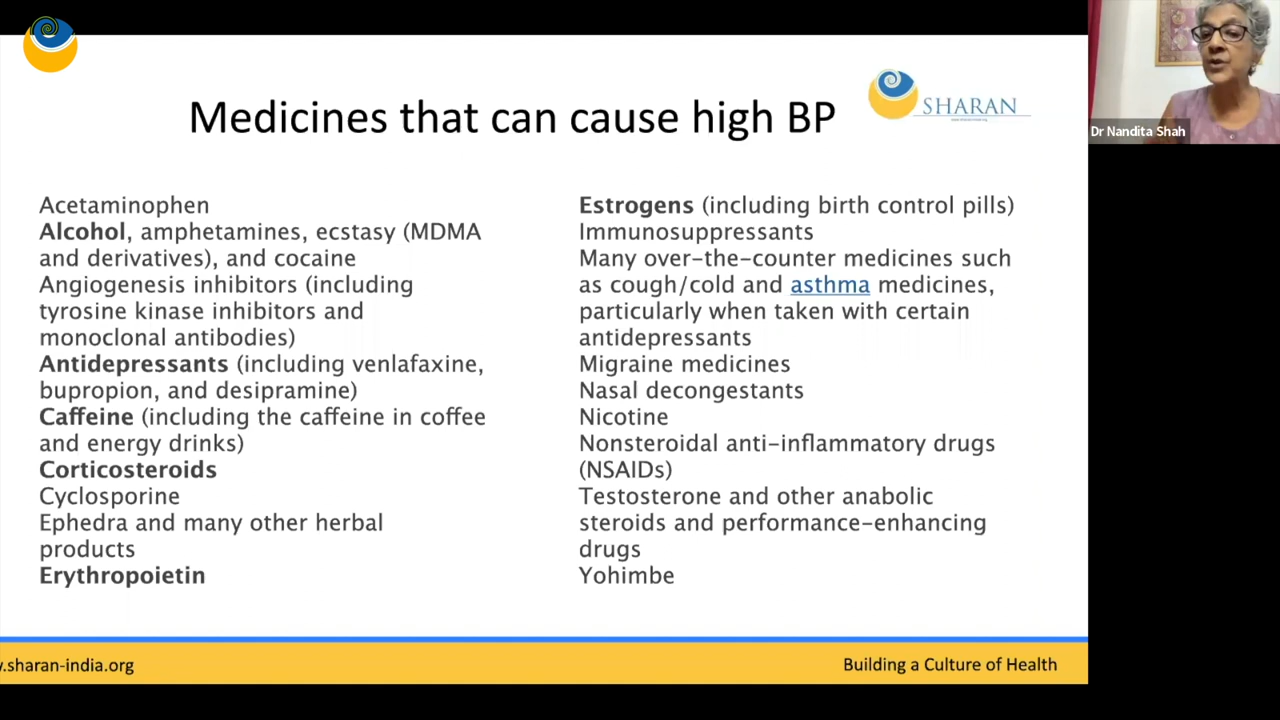 Medicines that can cause high BP
SHARAN
Dr Nandita Shah
Acetaminophen
Alcohol, amphetamines, ecstasy (MDMA
and derivatives), and cocaine
Angiogenesis inhibitors (including
tyrosine kinase inhibitors and
monoclonal antibodies)
Antidepressants (including venlafaxine,
bupropion, and desipramine)
Caffeine (including the caffeine in coffee
and energy drinks)
Corticosteroids
Cyclosporine
Ephedra and many other herbal
products
Erythropoietin
Estrogens (including birth control pills)
Immunosuppressants
Many over-the-counter medicines such
as cough/cold and asthma medicines,
particularly when taken with certain
antidepressants
Migraine medicines
Nasal decongestants
Nicotine
Nonsteroidal anti-inflammatory drugs
(NSAIDs)
Testosterone and other anabolic
steroids and performance-enhancing
drugs
Yohimbe
.sharan-india.org
Building a Culture of Health